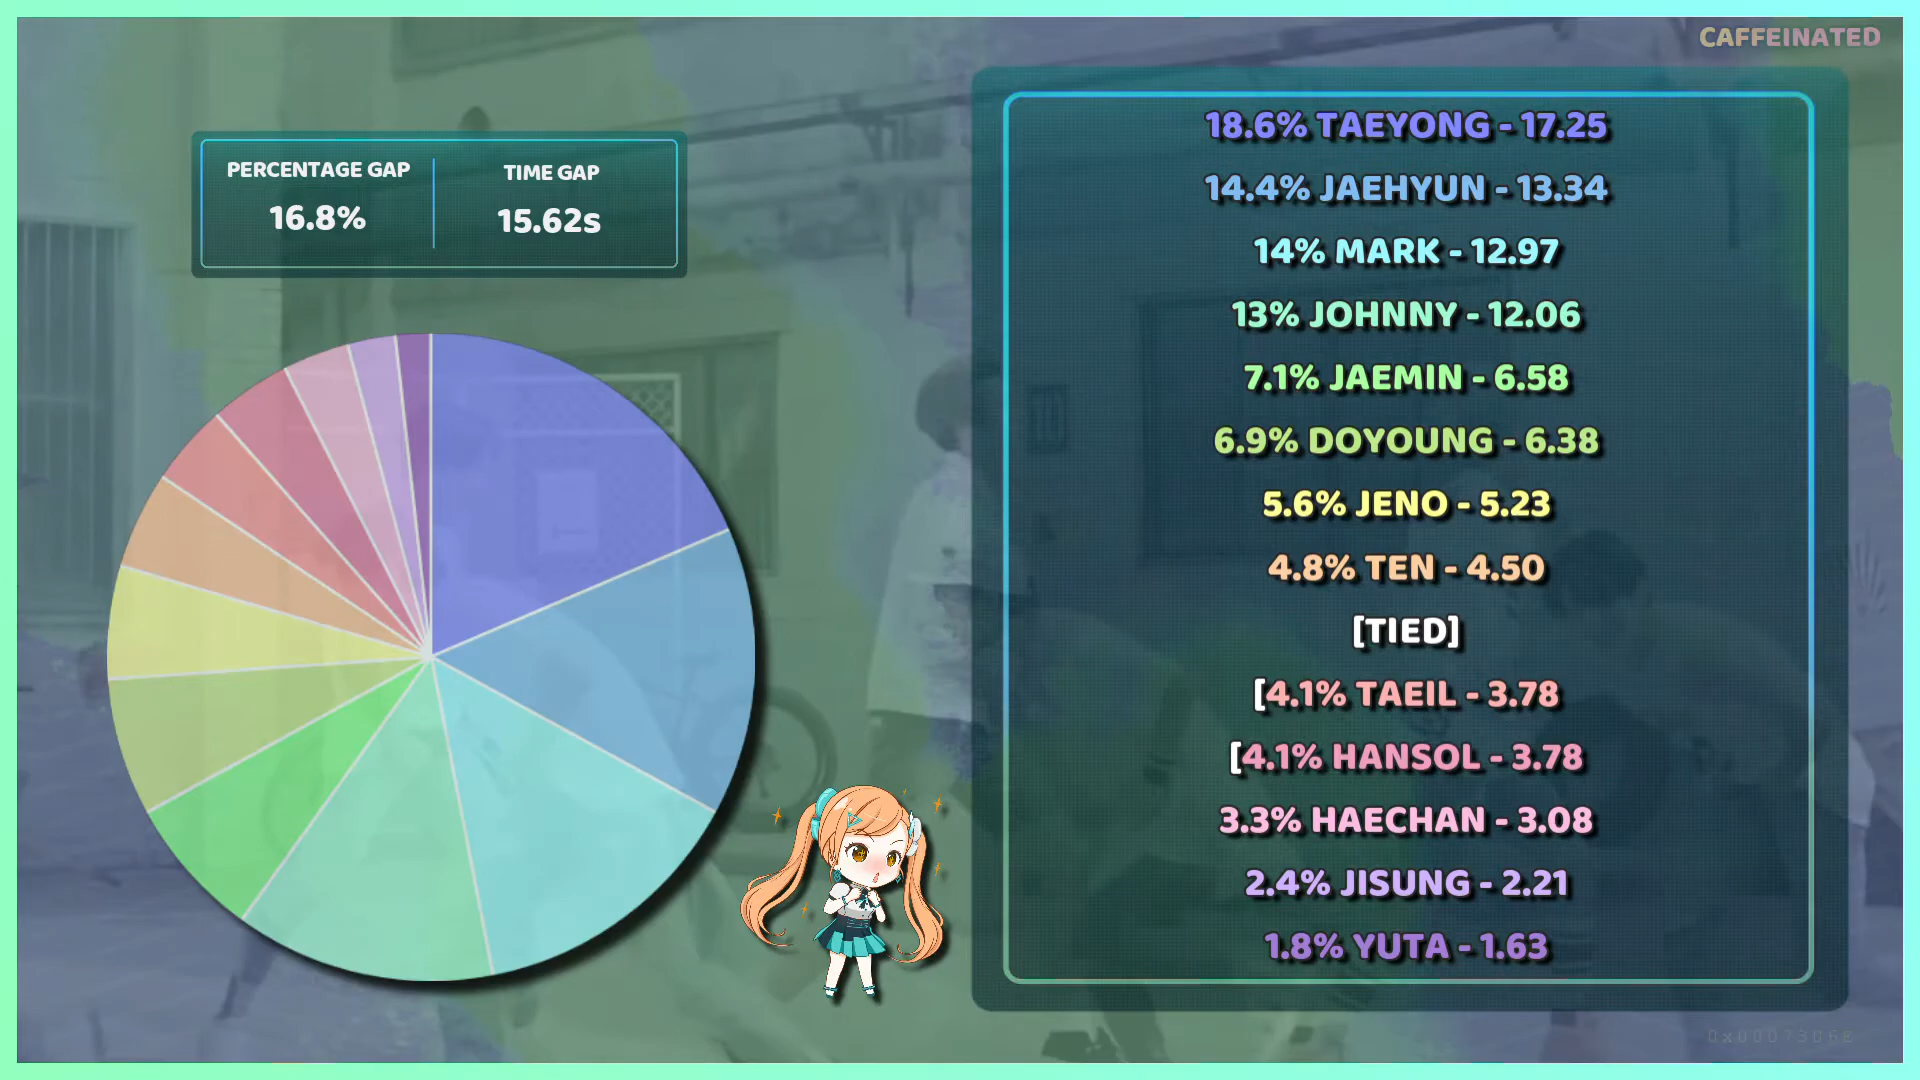 CAFFEINATED
PERCENTAGE GAP
16.8%
TIME GAP
15.62s
18.6% TAEYONG - 17.25
14.4% JAEHYUN - 13.34
14% MARK - 12.97
13% JOHNNY - 12.06
7.1% JAEMIN - 6.58
6.9% DOYOUNG - 6.38
5.6% JENO - 5.23
4.8% TEN - 4.50
[TIED]
[4.1% TAEIL - 3.78
[4.1% HANSOL - 3.78
3.3% HAECHAN - 3.08
2.4% JISUNG - 2.21
1.8% YUTA - 1.63